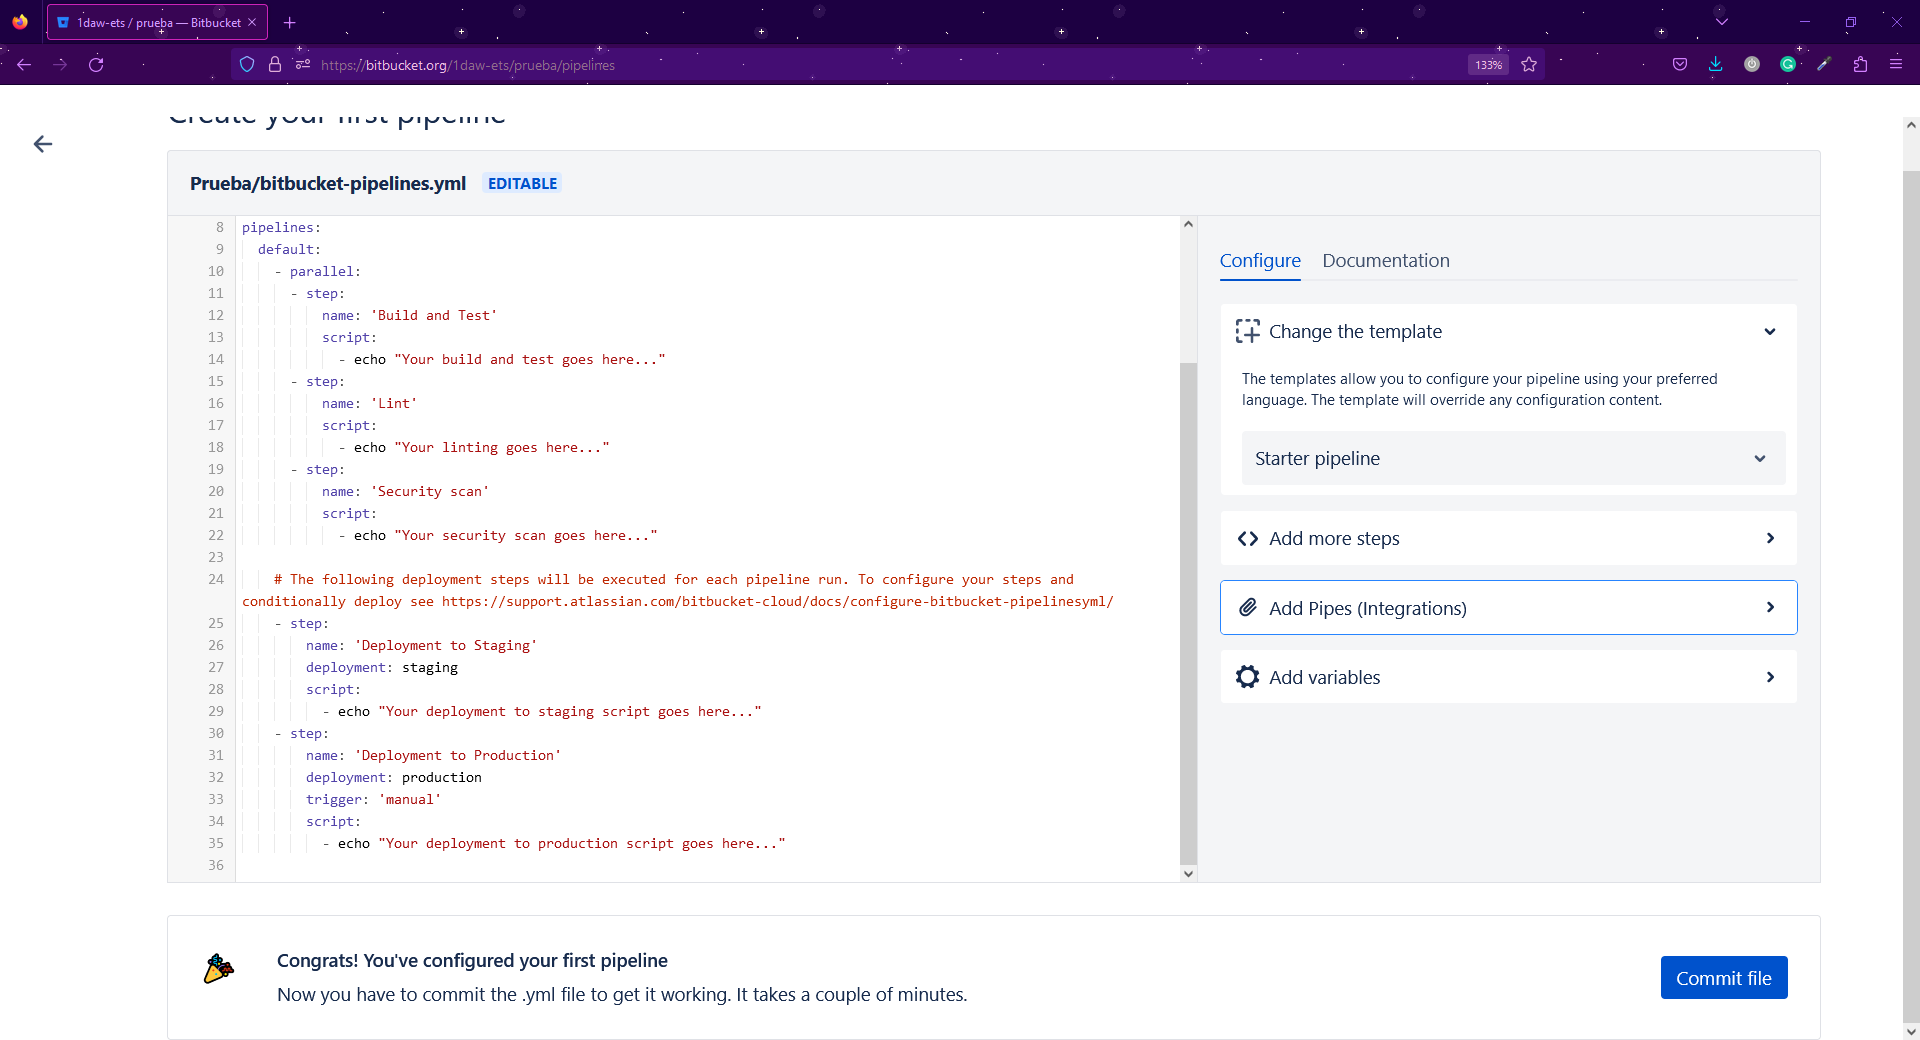 1daw-ets / prueba — Bitbucket
https://bitbucket.org/1daw-ets/prueba/pipelines
133%
Create your first pipeline
Prueba/bitbucket-pipelines.yml EDITABLE
8 pipelines:
9 default:
10 - parallel:
11 - step:
12 name: 'Build and Test'
13 script:
14 - echo "Your build and test goes here..."
15 - step:
16 name: 'Lint'
17 script:
18 - echo "Your linting goes here..."
19 - step:
20 name: 'Security scan'
21 script:
22 - echo "Your security scan goes here..."
23
24 # The following deployment steps will be executed for each pipeline run. To configure your steps and
conditionally deploy see https://support.atlassian.com/bitbucket-cloud/docs/configure-bitbucket-pipelinesyml/
25 - step:
26 name: 'Deployment to Staging'
27 deployment: staging
28 script:
29 - echo "Your deployment to staging script goes here..."
30 - step:
31 name: 'Deployment to Production'
32 deployment: production
33 trigger: 'manual'
34 script:
35 - echo "Your deployment to production script goes here..."
36
Configure Documentation
Change the template
The templates allow you to configure your pipeline using your preferred
language. The template will override any configuration content.
Starter pipeline
Add more steps
Add Pipes (Integrations)
Add variables
Congrats! You've configured your first pipeline
Now you have to commit the .yml file to get it working. It takes a couple of minutes.
Commit file